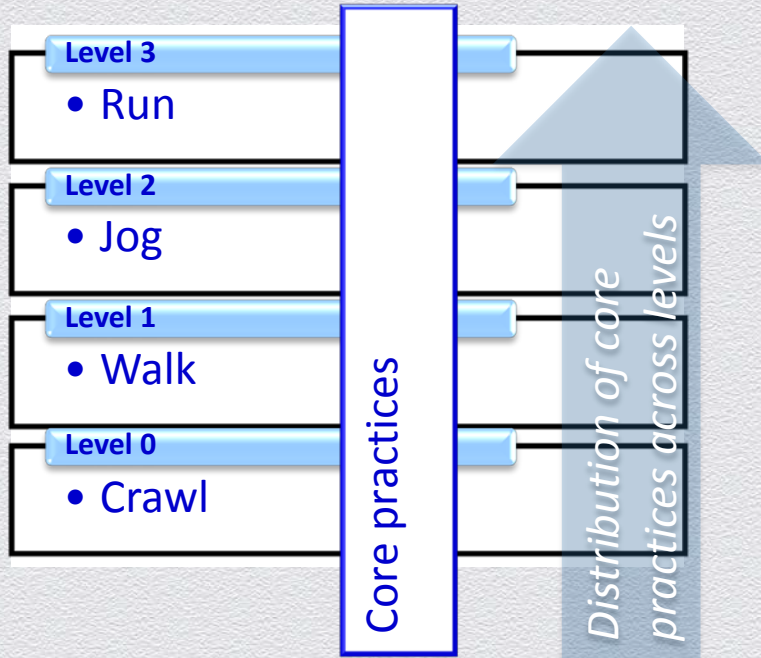 Level 3
• Run
Level 2
• Jog
Level 1
• Walk
Level 0
• Crawl
Core practices
Distribution of core
practices across levels